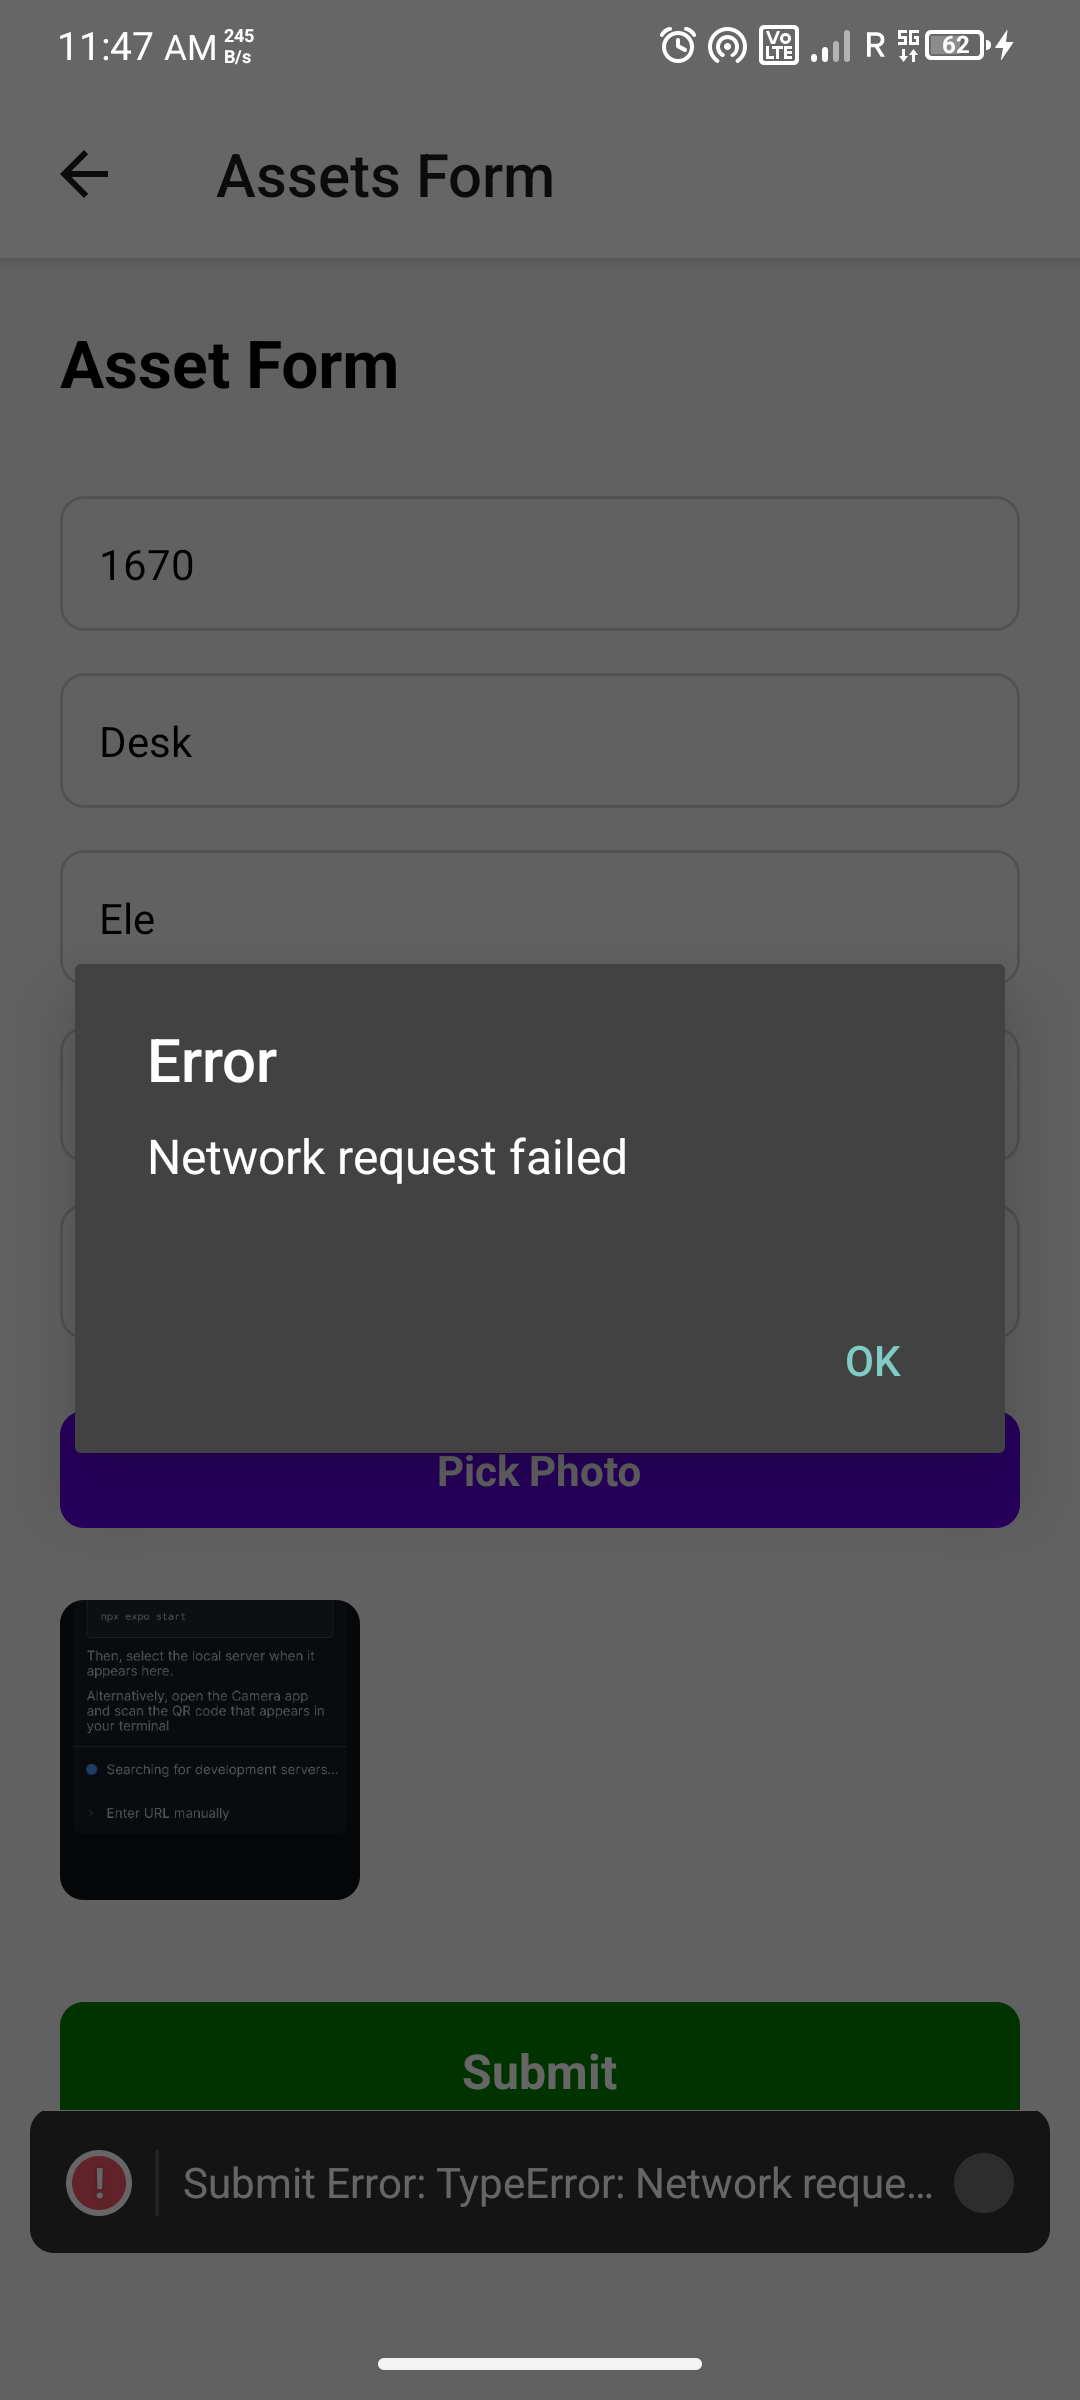 11:47 AM 245 B/s Vo LTE R 5G 62
Assets Form
Asset Form
1670
Desk
Ele
Error
Network request failed
OK
Pick Photo
npx expo start
Then, select the local server when it
appears here.
Alternatively, open the Camera app
and scan the QR code that appears in
your terminal
Searching for development servers...
Enter URL manually
Submit
Submit Error: TypeError: Network reque...